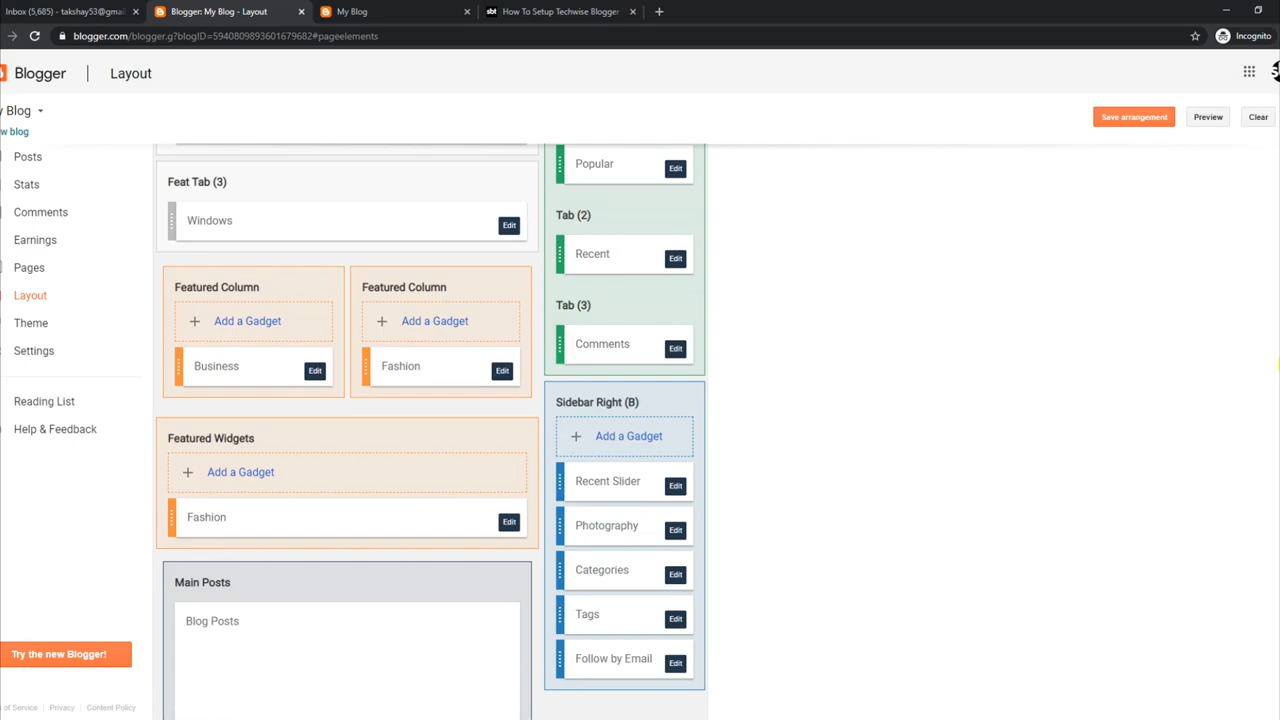 Inbox (5,685) - takshay53@gmai
Blogger: My Blog - Layout
My Blog
How To Setup Techwise Blogger
blogger.com/blogger.g?blogID=5940809893601679682#pageelements
Incognito
Blogger
Layout
y Blog
w blog
Save arrangement
Preview
Clear
Posts
Stats
Comments
Earnings
Pages
Layout
Theme
Settings
Reading List
Help & Feedback
Try the new Blogger!
s of Service
Privacy
Content Policy
Feat Tab (3)
Windows
Edit
Featured Column
Add a Gadget
Business
Edit
Featured Column
Add a Gadget
Fashion
Edit
Featured Widgets
Add a Gadget
Fashion
Edit
Main Posts
Blog Posts
Popular
Edit
Tab (2)
Recent
Edit
Tab (3)
Comments
Edit
Sidebar Right (B)
Add a Gadget
Recent Slider
Edit
Photography
Edit
Categories
Edit
Tags
Edit
Follow by Email
Edit